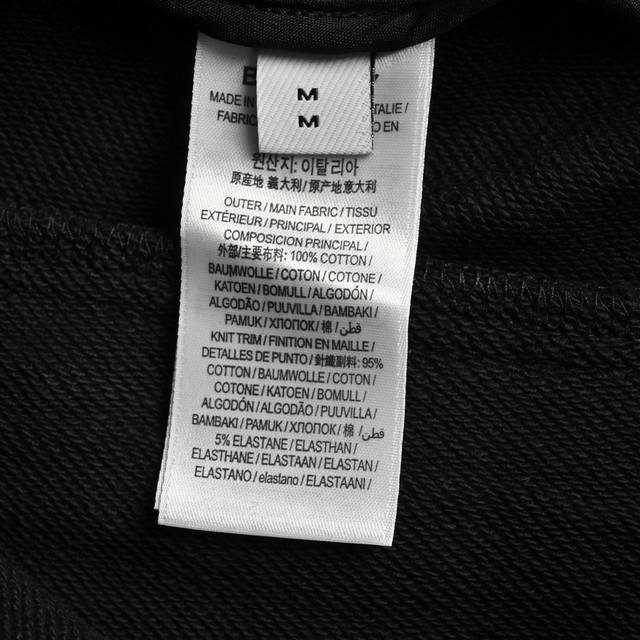 M
M
MADE IN
TALIE /
FABRIC
O EN
원산지: 이탈리아
原産地 義大利 / 原产地意大利
OUTER / MAIN FABRIC / TISSU
EXTÉRIEUR / PRINCIPAL / EXTERIOR
COMPOSICION PRINCIPAL /
外部/主要布料: 100% COTTON /
BAUMWOLLE / COTON / COTONE /
KATOEN / BOMULL / ALGODÓN /
ALGODÃO / PUUVILLA / BAMBAKI /
PAMUK / ХЛОПОК / 棉 / قطن
KNIT TRIM / FINITION EN MAILLE /
DETALLES DE PUNTO / 針織副料: 95%
COTTON / BAUMWOLLE / COTON /
COTONE / KATOEN / BOMULL /
ALGODÓN / ALGODÃO / PUUVILLA /
BAMBAKI / PAMUK / ХЛОПОК / 棉 / قطن
5% ELASTANE / ELASTHAN /
ELASTHANE / ELASTAAN / ELASTAN /
ELASTANO / elastano / ELASTAANI /